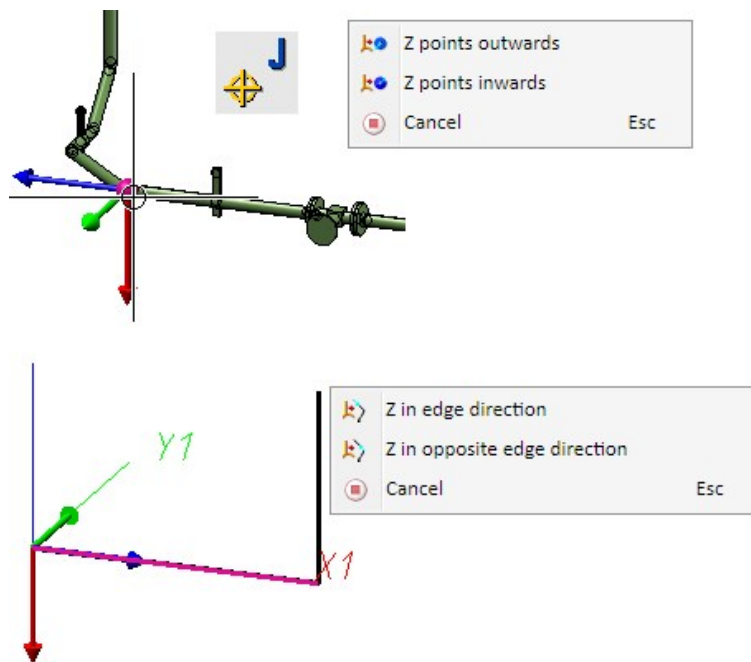 J
Z points outwards
Z points inwards
Cancel Esc
Y1
X1
Z in edge direction
Z in opposite edge direction
Cancel Esc